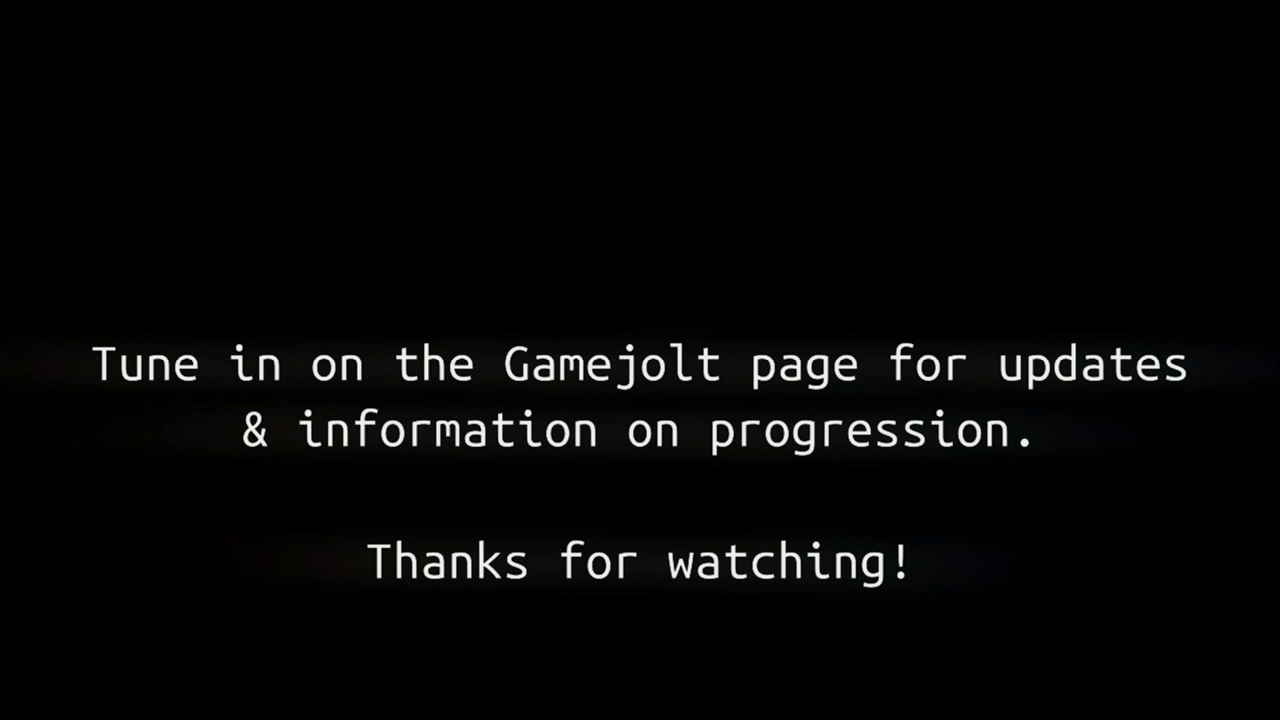 Tune in on the Gamejolt page for updates
& information on progression.
Thanks for watching!